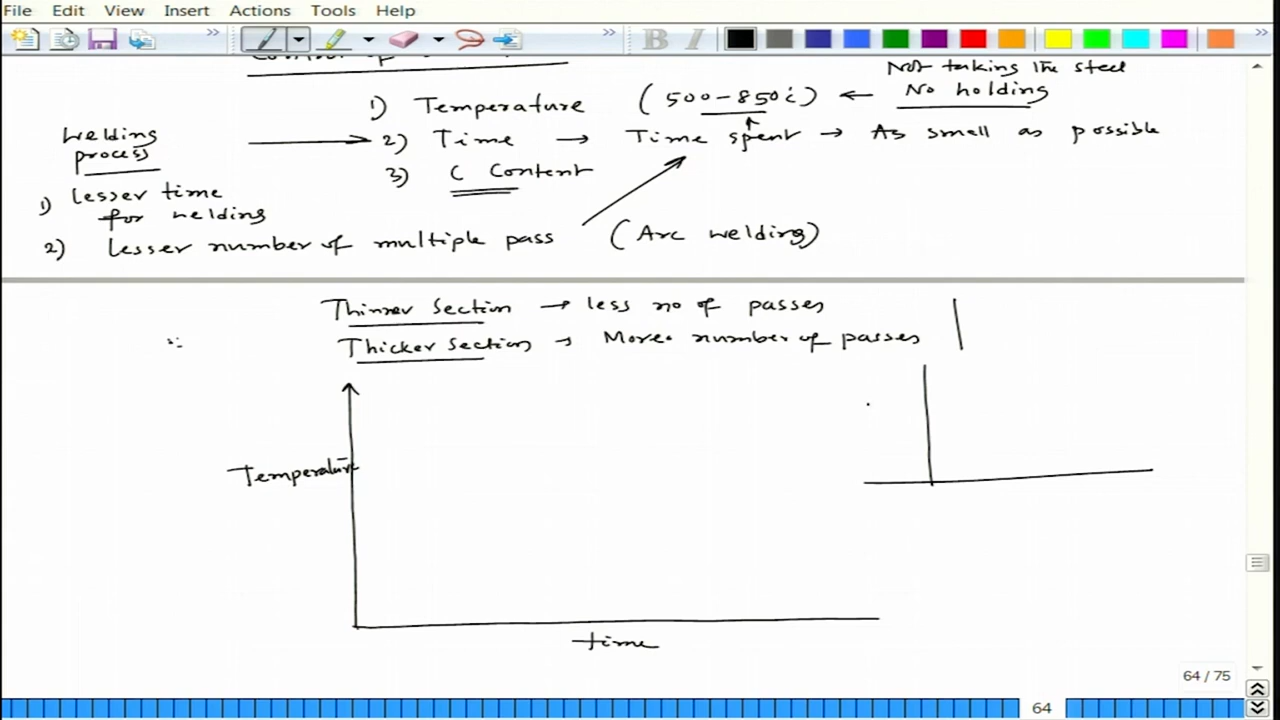 File Edit View Insert Actions Tools Help
B I
Not taking the steel
1) Temperature (500-850°C) ← No holding
welding process → 2) Time → Time spent → As small as possible
3) C Content
1) lesser time for welding
2) lesser number of multiple pass (Arc welding)
Thinner Section → less no of passes
∵ Thicker Section → More number of passes
Temperature
time
64 / 75
64